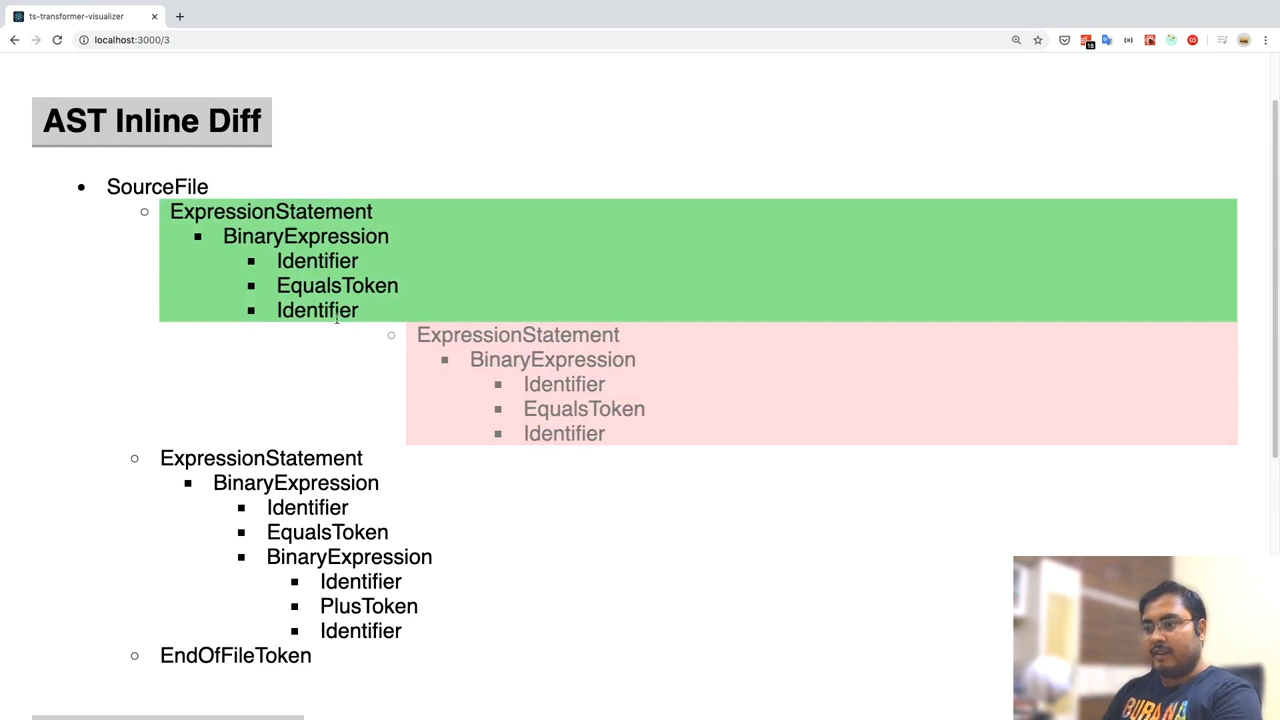 ts-transformer-visualizer
localhost:3000/3
18
AST Inline Diff
SourceFile
ExpressionStatement
BinaryExpression
Identifier
EqualsToken
Identifier
ExpressionStatement
BinaryExpression
Identifier
EqualsToken
Identifier
ExpressionStatement
BinaryExpression
Identifier
EqualsToken
BinaryExpression
Identifier
PlusToken
Identifier
EndOfFileToken